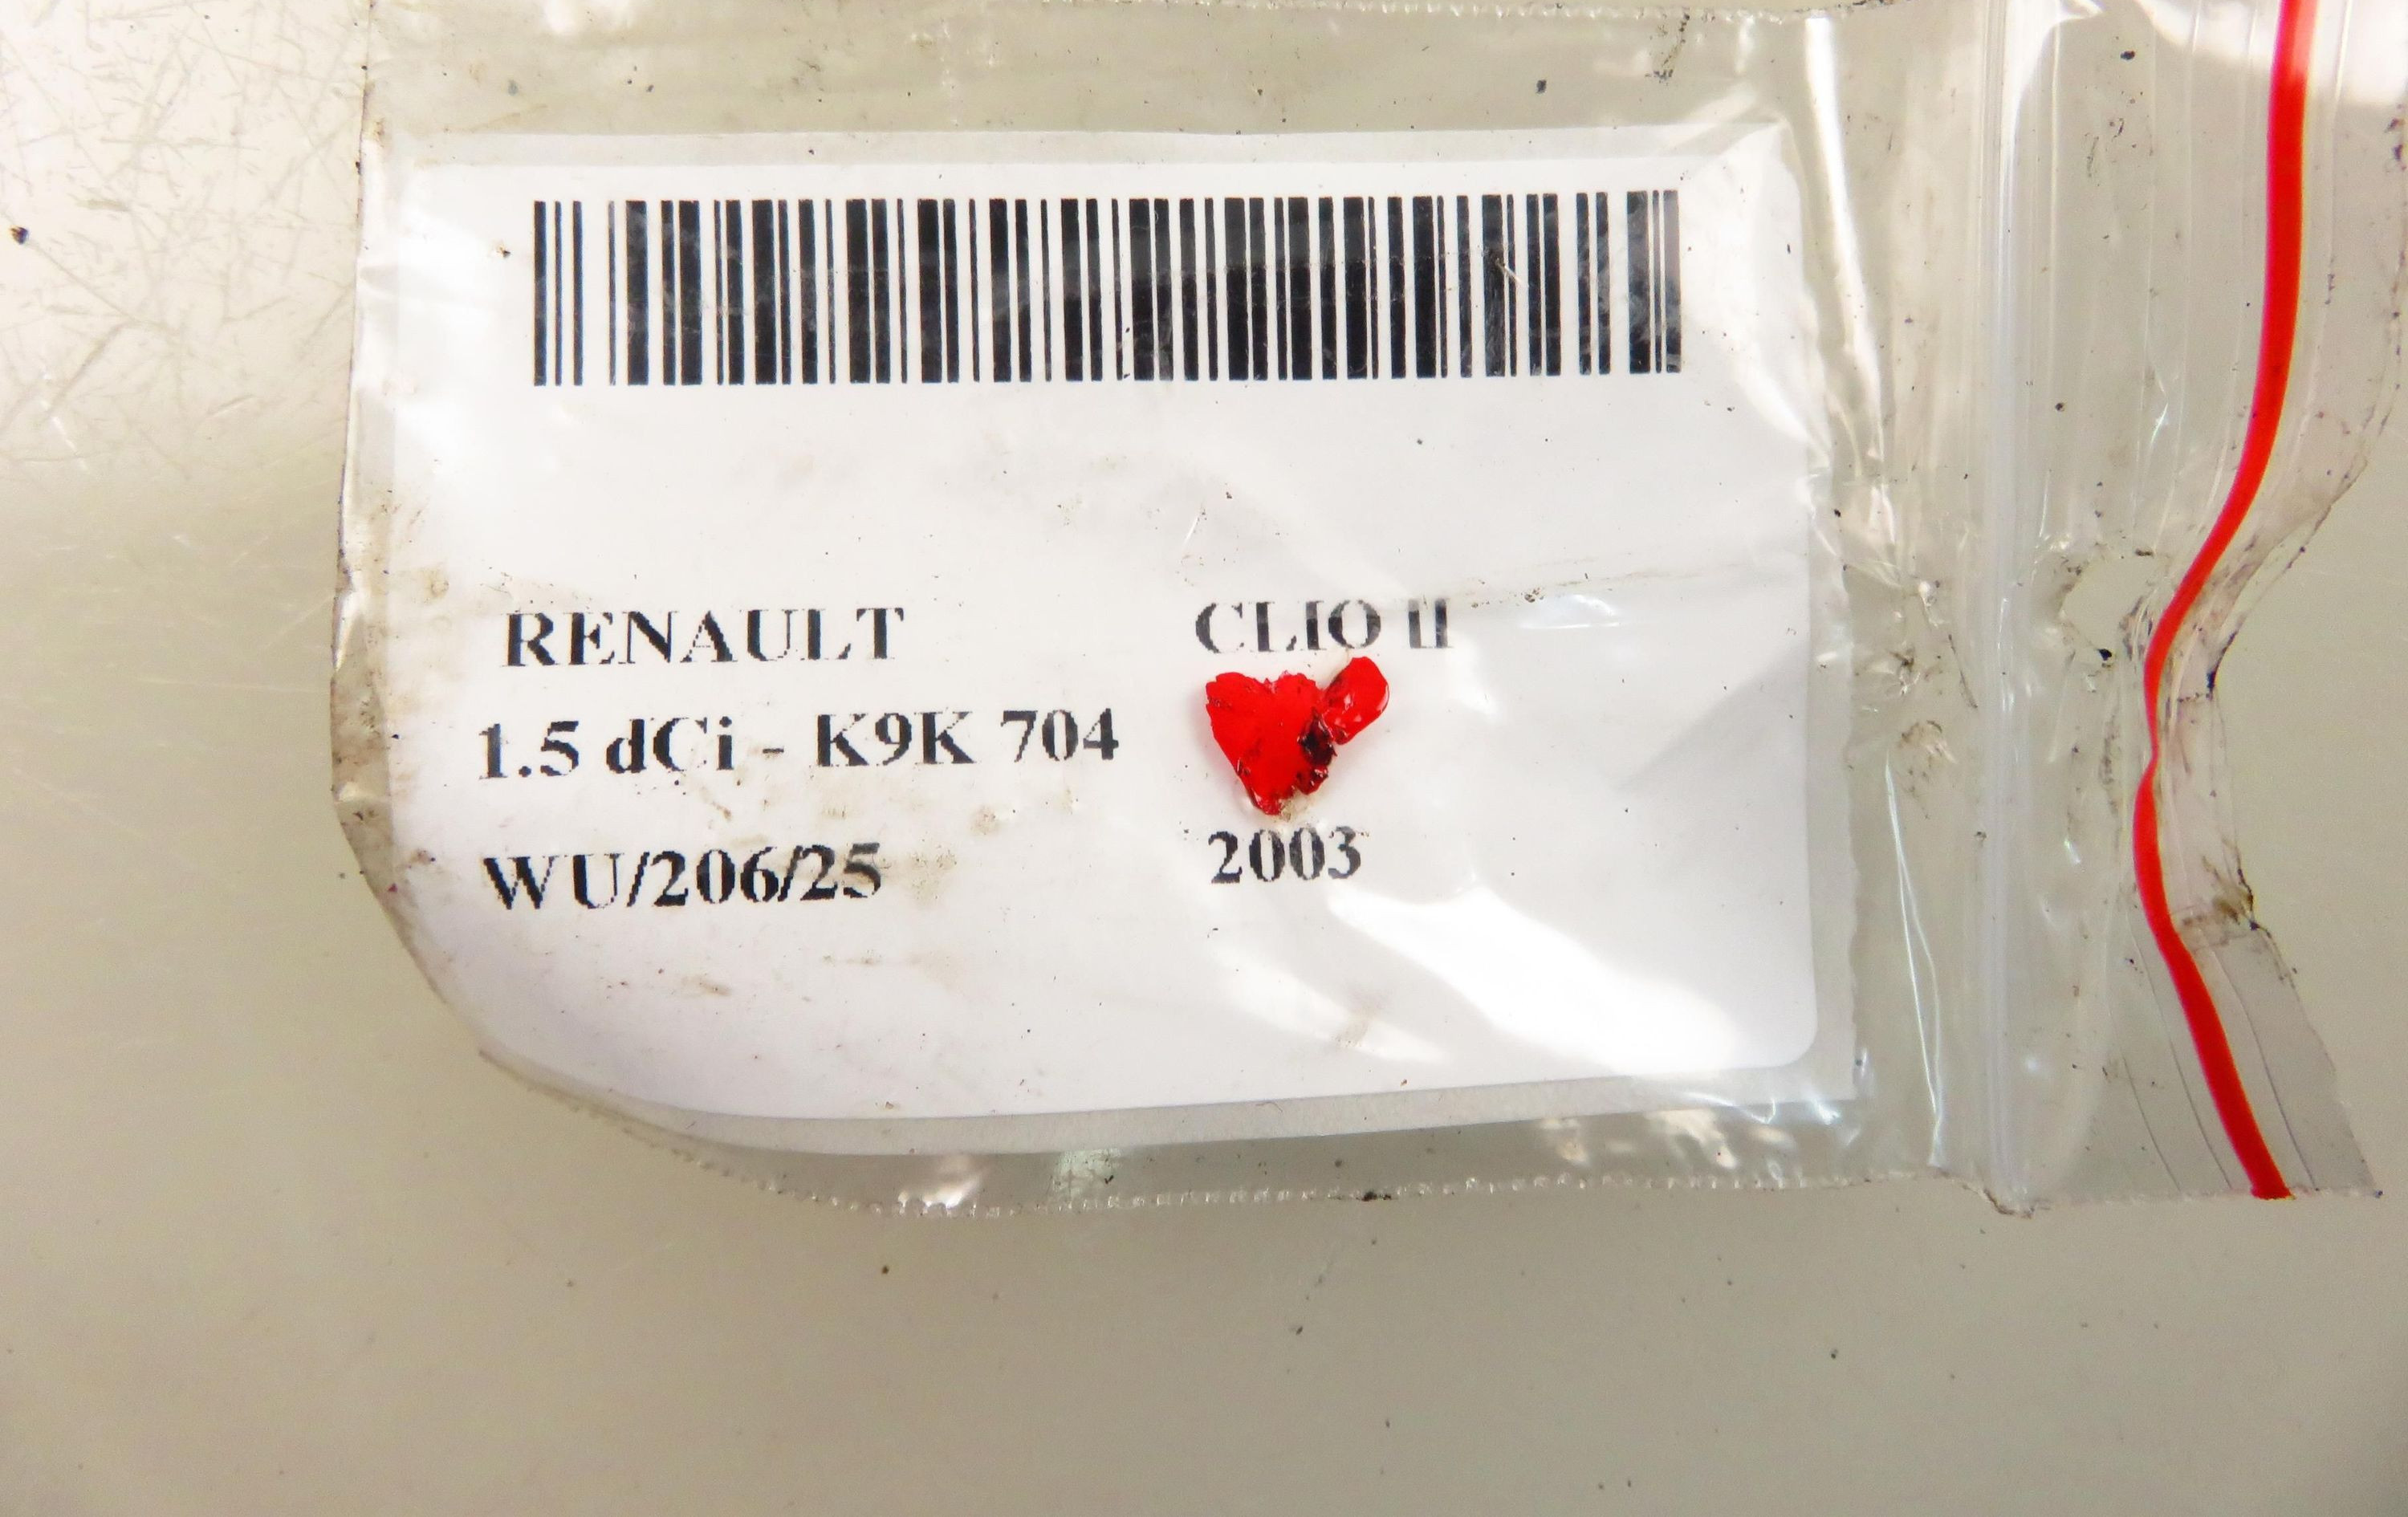 RENAULT CLIO II
1.5 dCi - K9K 704
WU/206/25 2003